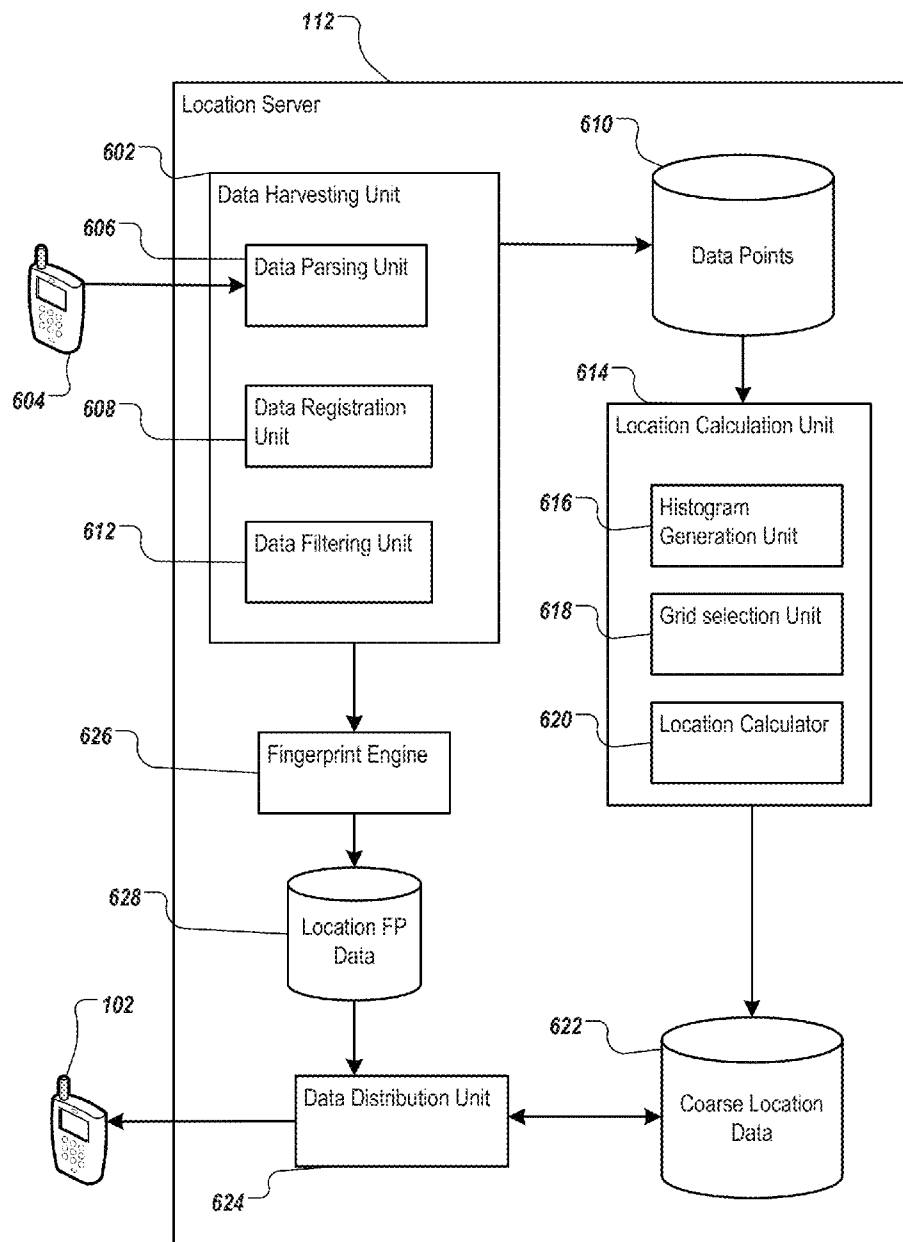 112
Location Server
602
Data Harvesting Unit
610
Data Points
606
Data Parsing Unit
604
608
Data Registration
Unit
612
Data Filtering Unit
614
Location Calculation Unit
616
Histogram
Generation Unit
618
Grid selection Unit
620
Location Calculator
626
Fingerprint Engine
628
Location FP
Data
102
622
Coarse Location
Data
Data Distribution Unit
624